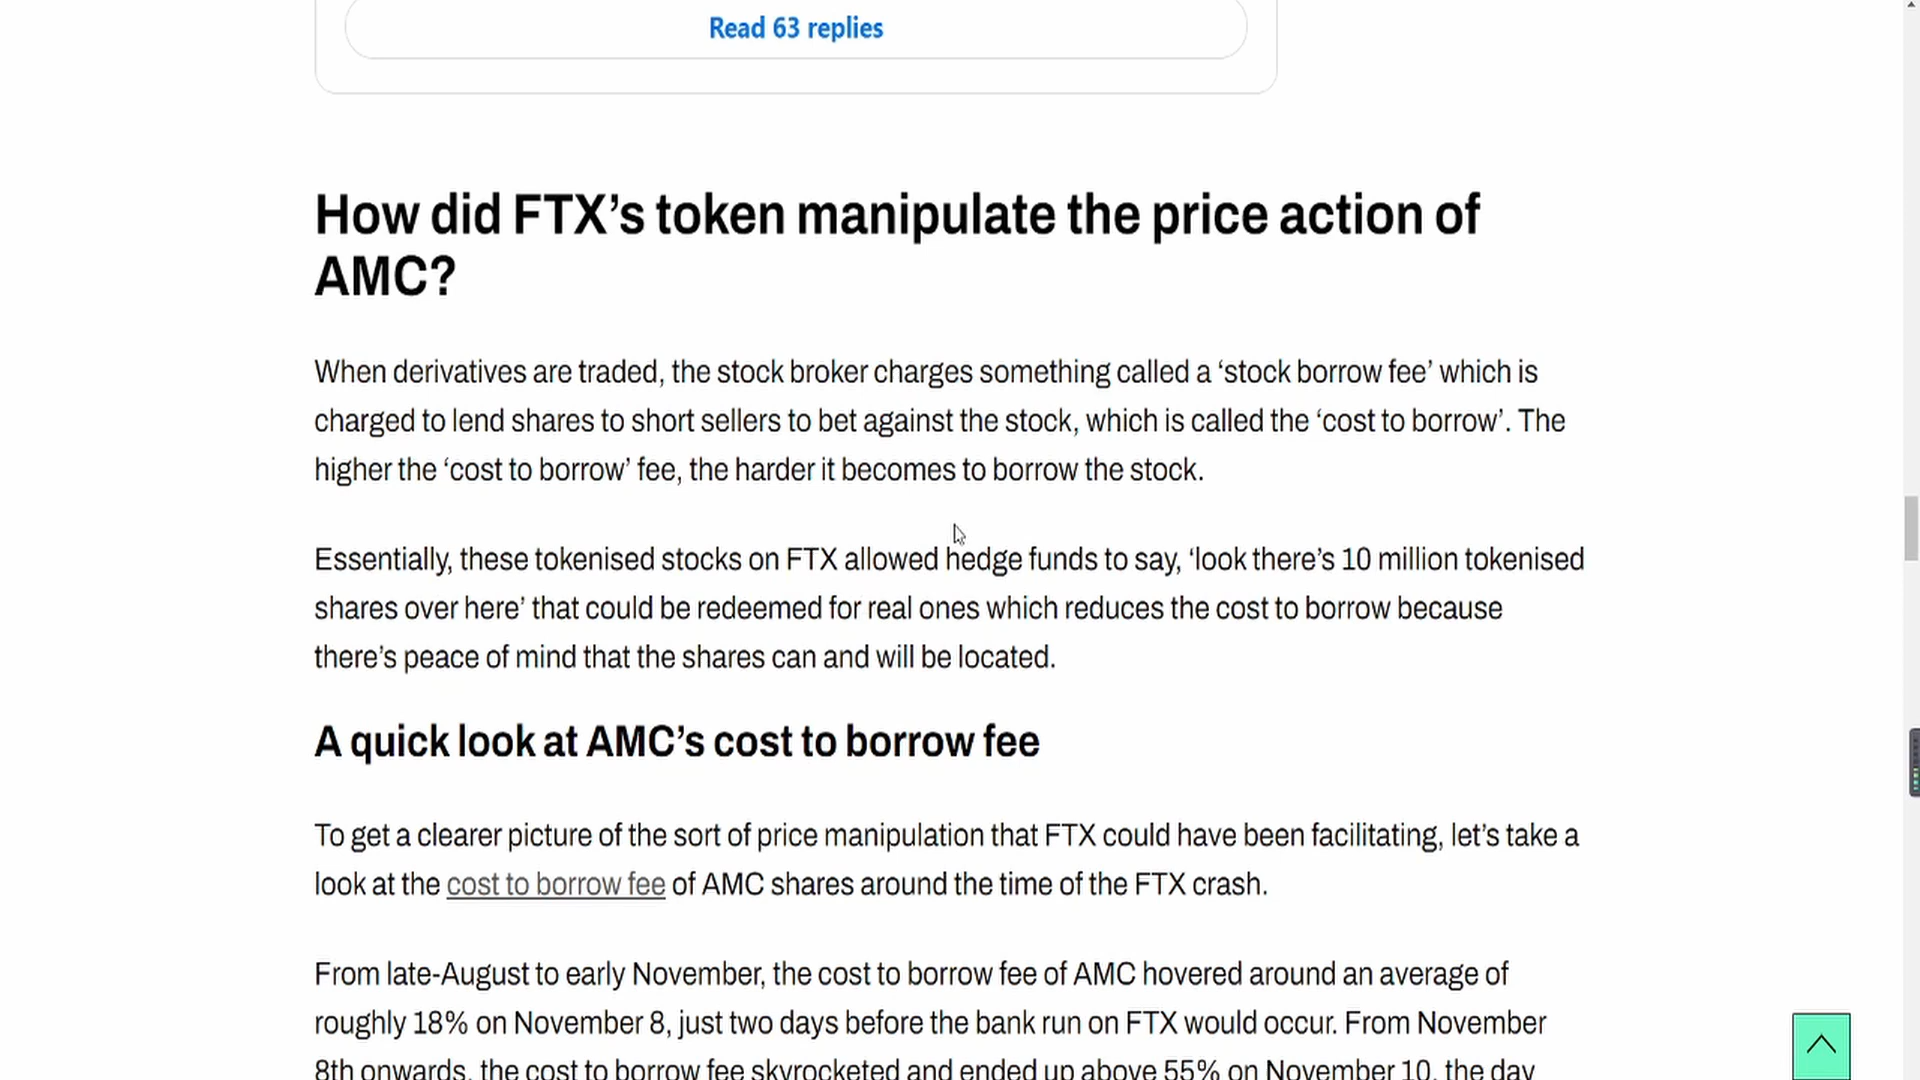 Read 63 replies
How did FTX’s token manipulate the price action of
AMC?
When derivatives are traded, the stock broker charges something called a ‘stock borrow fee’ which is
charged to lend shares to short sellers to bet against the stock, which is called the ‘cost to borrow’. The
higher the ‘cost to borrow’ fee, the harder it becomes to borrow the stock.
Essentially, these tokenised stocks on FTX allowed hedge funds to say, ‘look there’s 10 million tokenised
shares over here’ that could be redeemed for real ones which reduces the cost to borrow because
there’s peace of mind that the shares can and will be located.
A quick look at AMC’s cost to borrow fee
To get a clearer picture of the sort of price manipulation that FTX could have been facilitating, let’s take a
look at the cost to borrow fee of AMC shares around the time of the FTX crash.
From late-August to early November, the cost to borrow fee of AMC hovered around an average of
roughly 18% on November 8, just two days before the bank run on FTX would occur. From November
8th onwards, the cost to borrow fee skyrocketed and ended up above 55% on November 10, the day